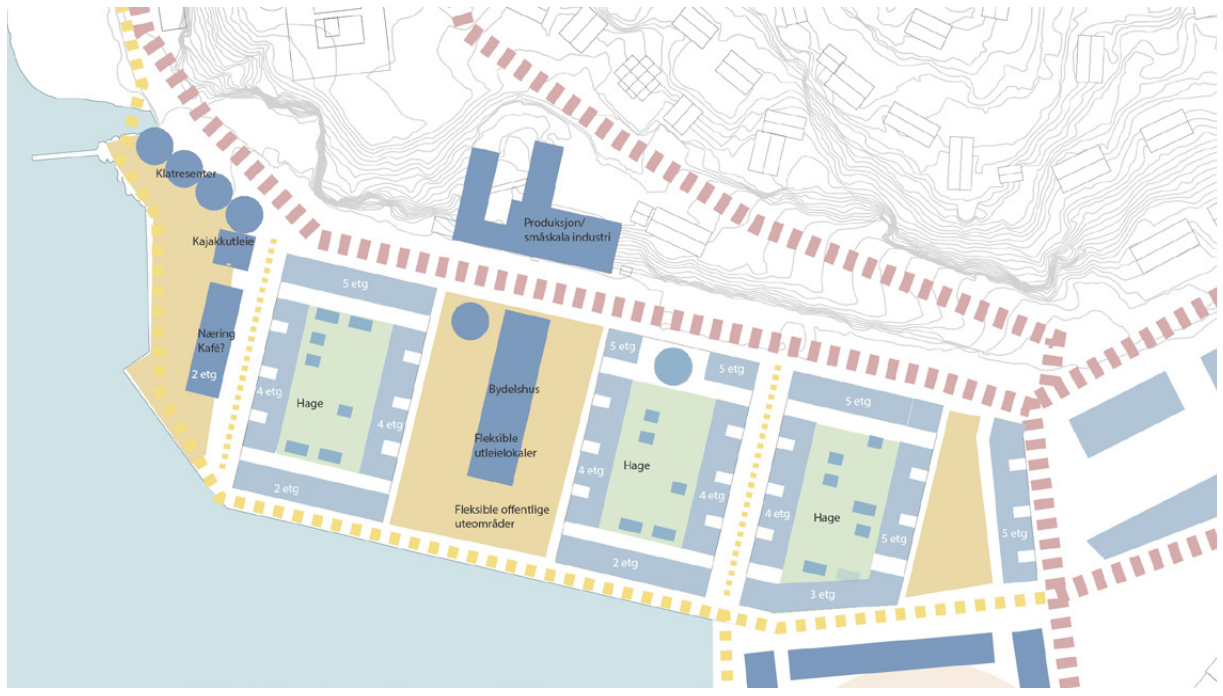 Klatresenter
Kajakkutleie
Næring
Kafé?
2 etg
Produksjon/
småskala industri
5 etg
4 etg
Hage
4 etg
2 etg
Bydelshus
Fleksible
utleielokaler
Fleksible offentlige
uteområder
5 etg
5 etg
4 etg
Hage
4 etg
2 etg
5 etg
4 etg
Hage
5 etg
3 etg
5 etg